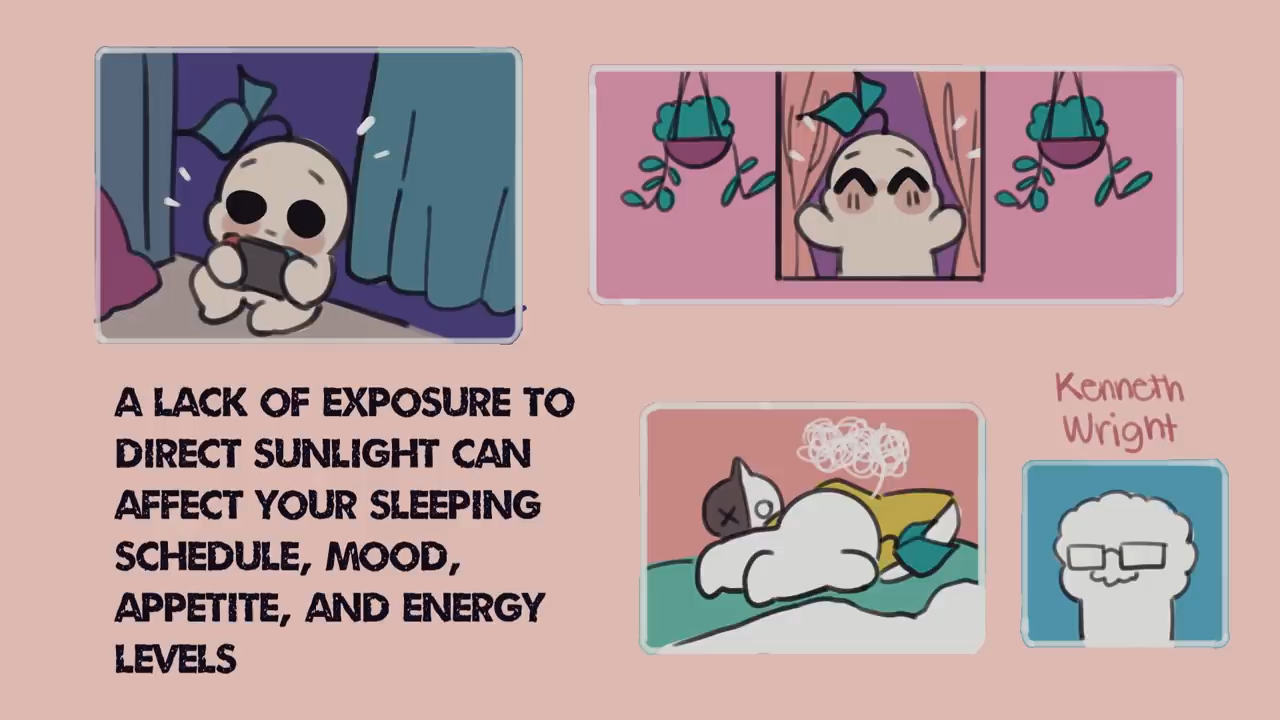 A LACK OF EXPOSURE TO
DIRECT SUNLIGHT CAN
AFFECT YOUR SLEEPING
SCHEDULE, MOOD,
APPETITE, AND ENERGY
LEVELS
Kenneth
Wright